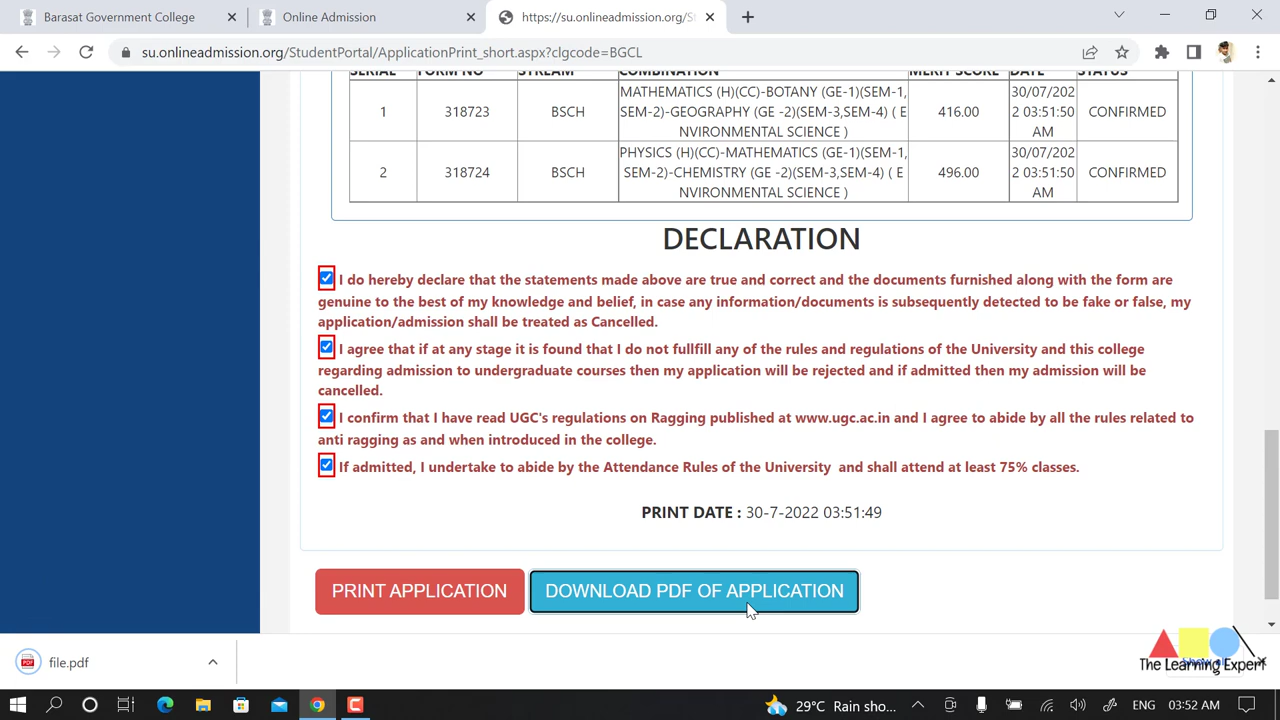 Barasat Government College
Online Admission
https://su.onlineadmission.org/St
su.onlineadmission.org/StudentPortal/ApplicationPrint_short.aspx?clgcode=BGCL
SERIAL FORM NO STREAM COMBINATION MERIT SCORE DATE STATUS
1 318723 BSCH MATHEMATICS (H)(CC)-BOTANY (GE-1)(SEM-1,
SEM-2)-GEOGRAPHY (GE -2)(SEM-3,SEM-4) ( E
NVIRONMENTAL SCIENCE ) 416.00 30/07/202
2 03:51:50
AM CONFIRMED
2 318724 BSCH PHYSICS (H)(CC)-MATHEMATICS (GE-1)(SEM-1,
SEM-2)-CHEMISTRY (GE -2)(SEM-3,SEM-4) ( E
NVIRONMENTAL SCIENCE ) 496.00 30/07/202
2 03:51:50
AM CONFIRMED
DECLARATION
I do hereby declare that the statements made above are true and correct and the documents furnished along with the form are
genuine to the best of my knowledge and belief, in case any information/documents is subsequently detected to be fake or false, my
application/admission shall be treated as Cancelled.
I agree that if at any stage it is found that I do not fullfill any of the rules and regulations of the University and this college
regarding admission to undergraduate courses then my application will be rejected and if admitted then my admission will be
cancelled.
I confirm that I have read UGC's regulations on Ragging published at www.ugc.ac.in and I agree to abide by all the rules related to
anti ragging as and when introduced in the college.
If admitted, I undertake to abide by the Attendance Rules of the University and shall attend at least 75% classes.
PRINT DATE : 30-7-2022 03:51:49
PRINT APPLICATION DOWNLOAD PDF OF APPLICATION
file.pdf
Show all
The Learning Expert
29°C Rain sho... ENG 03:52 AM